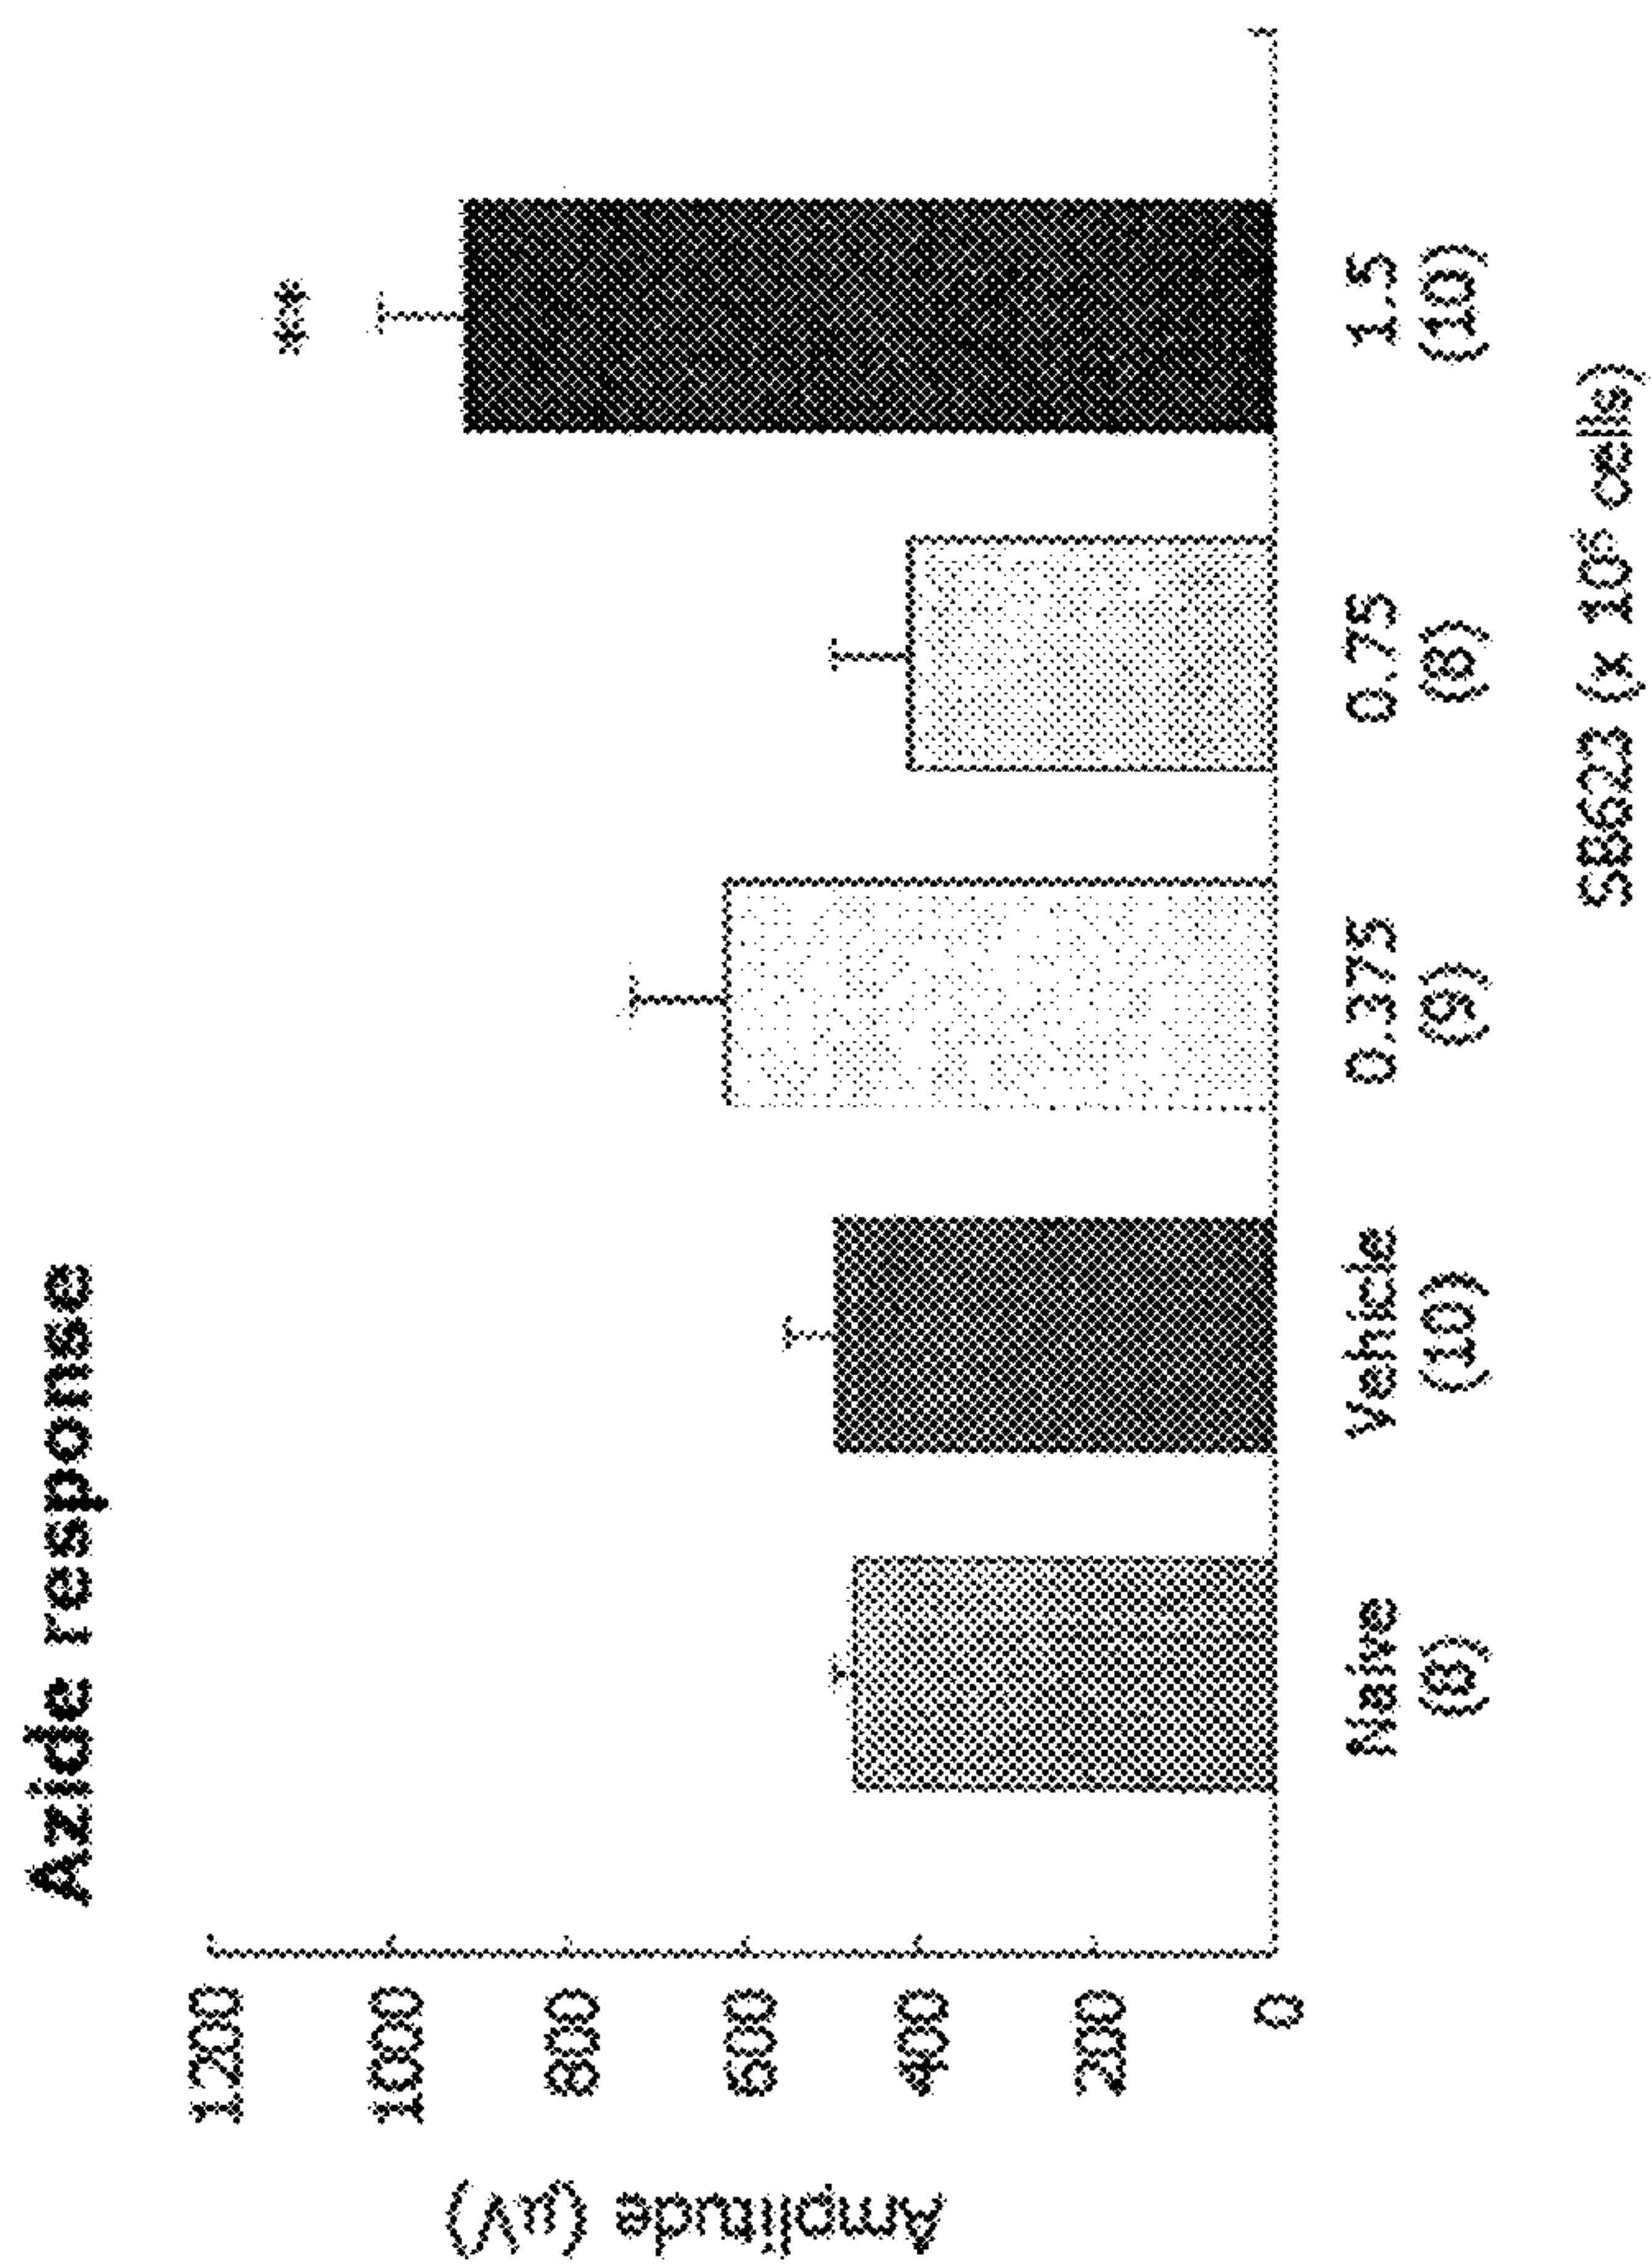 Azide response
Amplitude (µV)
1200
1000
800
600
400
200
0
**
Naive Vehicle 0.375 0.75 1.5
(8) (10) (9) (8) (10)
SB623 (x 10⁵ cells)